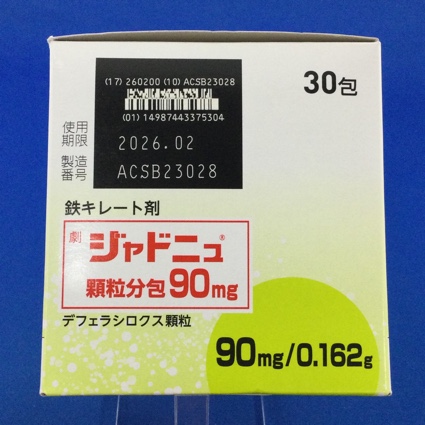 (17) 260200 (10) ACSB23028
(01) 14987443375304
30包
使用
期限
2026.02
製造
番号
ACSB23028
鉄キレート剤
劇
ジャドニュ®
顆粒分包90mg
デフェラシロクス顆粒
90mg/0.162g